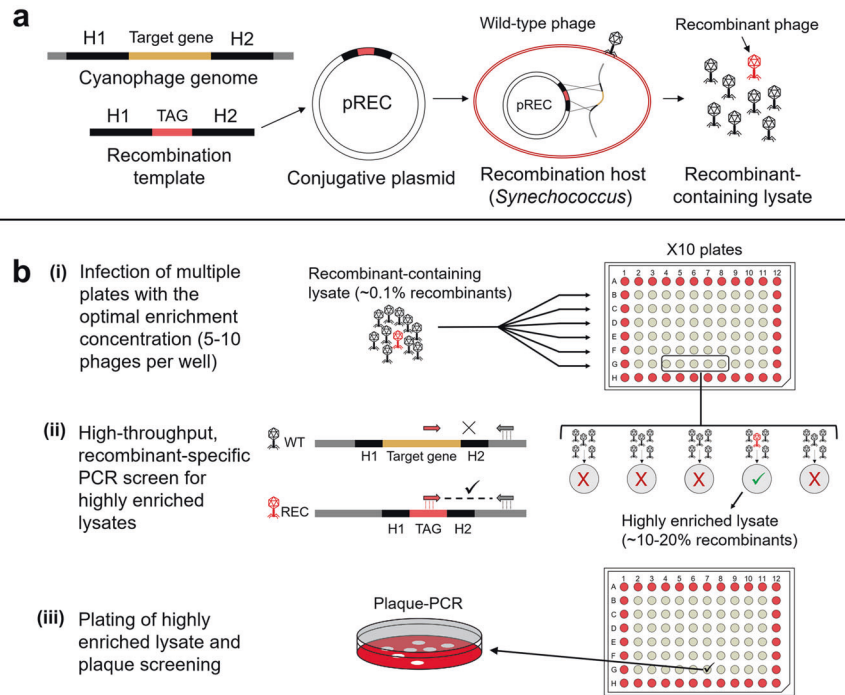 a
H1 Target gene H2
Cyanophage genome
H1 TAG H2
Recombination
template
pREC
Conjugative plasmid
Wild-type phage
pREC
Recombination host
(Synechococcus)
Recombinant phage
Recombinant-
containing lysate
b
(i) Infection of multiple
plates with the
optimal enrichment
concentration (5-10
phages per well)
Recombinant-containing
lysate (~0.1% recombinants)
X10 plates
1 2 3 4 5 6 7 8 9 10 11 12
A
B
C
D
E
F
G
H
(ii) High-throughput,
recombinant-specific
PCR screen for
highly enriched
lysates
WT
H1 Target gene H2
REC
H1 TAG H2
X X X ✓ X
Highly enriched lysate
(~10-20% recombinants)
(iii) Plating of highly
enriched lysate and
plaque screening
Plaque-PCR
1 2 3 4 5 6 7 8 9 10 11 12
A
B
C
D
E
F
G
H